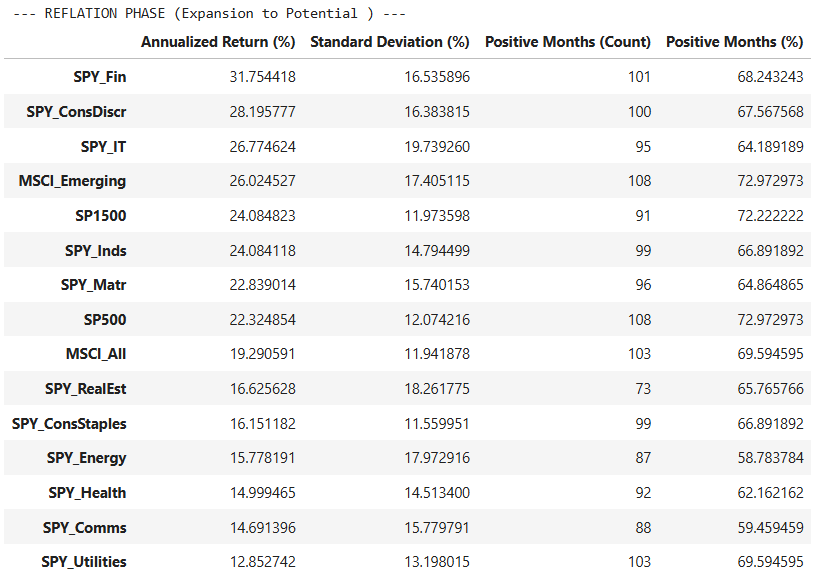 --- REFLATION PHASE (Expansion to Potential ) ---
Annualized Return (%) Standard Deviation (%) Positive Months (Count) Positive Months (%)
SPY_Fin 31.754418 16.535896 101 68.243243
SPY_ConsDiscr 28.195777 16.383815 100 67.567568
SPY_IT 26.774624 19.739260 95 64.189189
MSCI_Emerging 26.024527 17.405115 108 72.972973
SP1500 24.084823 11.973598 91 72.222222
SPY_Inds 24.084118 14.794499 99 66.891892
SPY_Matr 22.839014 15.740153 96 64.864865
SP500 22.324854 12.074216 108 72.972973
MSCI_All 19.290591 11.941878 103 69.594595
SPY_RealEst 16.625628 18.261775 73 65.765766
SPY_ConsStaples 16.151182 11.559951 99 66.891892
SPY_Energy 15.778191 17.972916 87 58.783784
SPY_Health 14.999465 14.513400 92 62.162162
SPY_Comms 14.691396 15.779791 88 59.459459
SPY_Utilities 12.852742 13.198015 103 69.594595